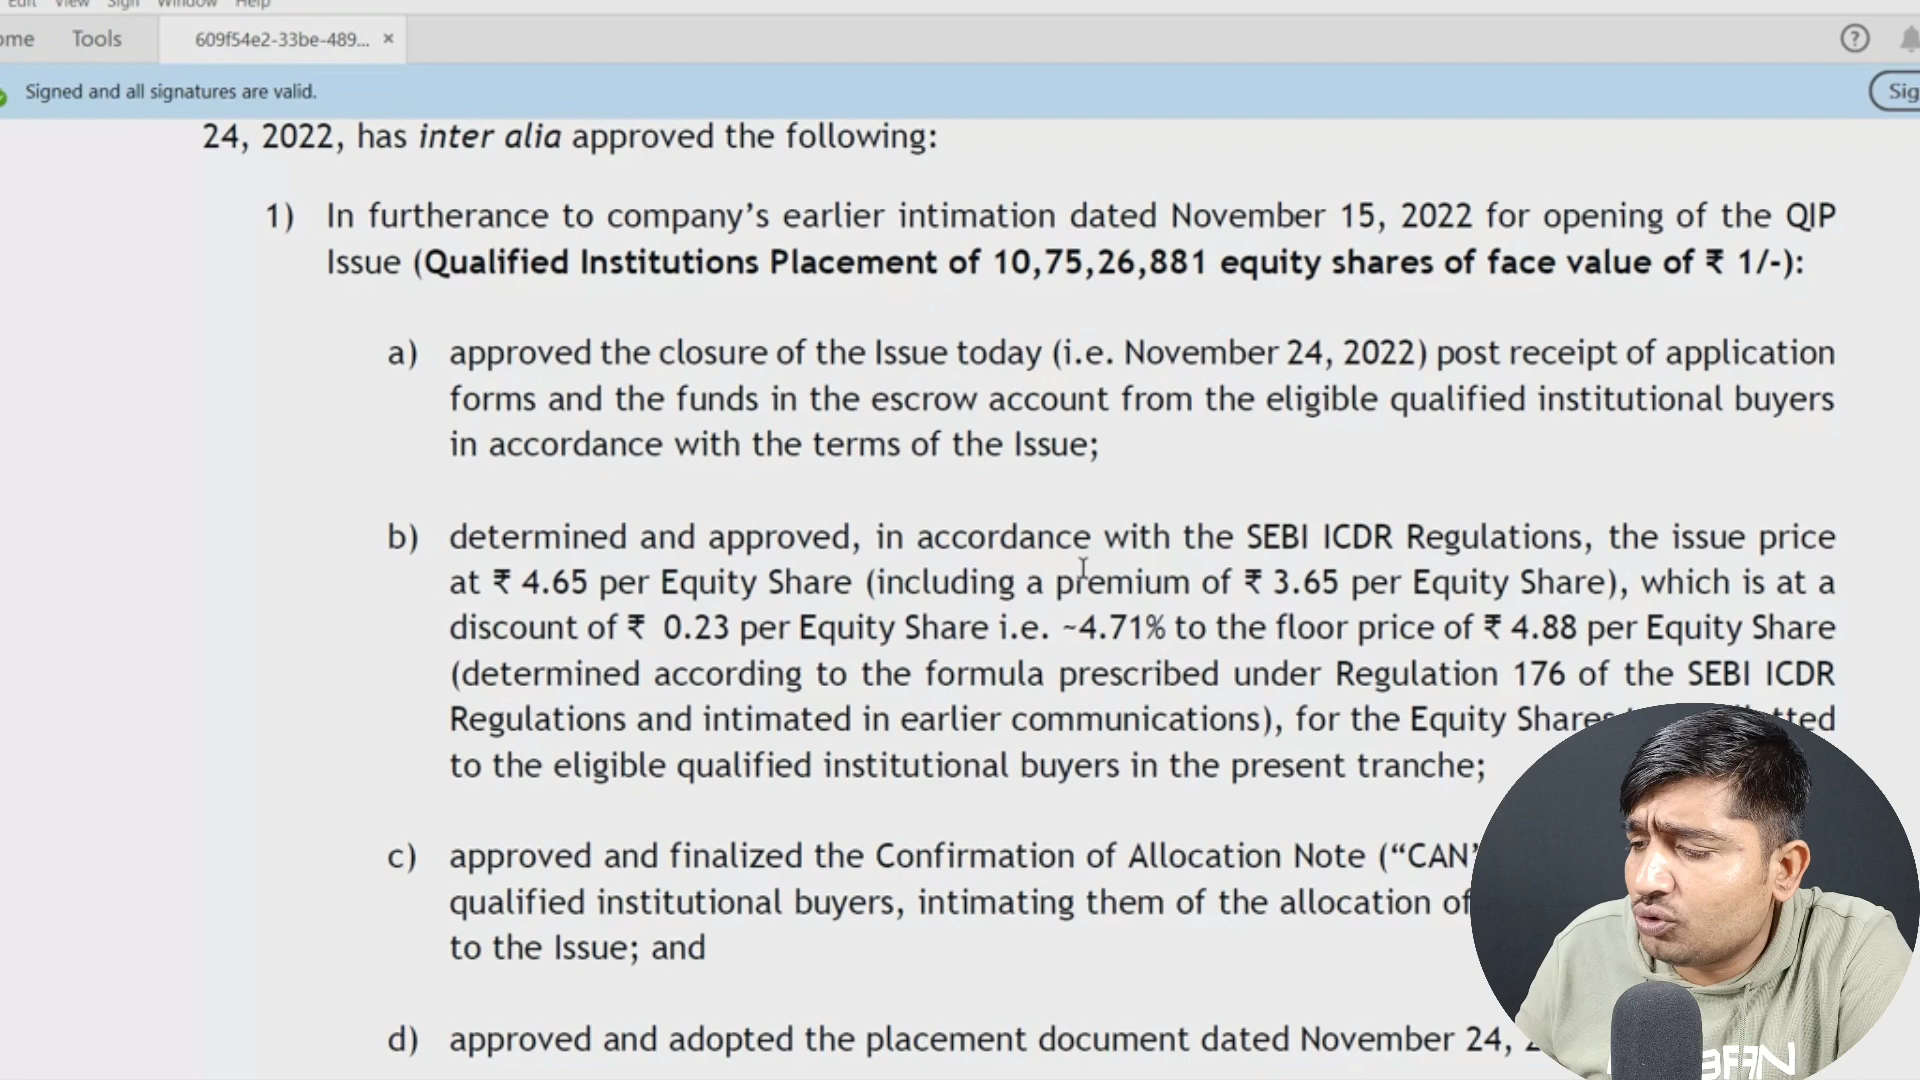 Edit View Sign Window Help
Tools
609f54e2-33be-489... ×
Signed and all signatures are valid.
24, 2022, has inter alia approved the following:
1) In furtherance to company's earlier intimation dated November 15, 2022 for opening of the QIP
Issue (Qualified Institutions Placement of 10,75,26,881 equity shares of face value of ₹ 1/-):
a) approved the closure of the Issue today (i.e. November 24, 2022) post receipt of application
forms and the funds in the escrow account from the eligible qualified institutional buyers
in accordance with the terms of the Issue;
b) determined and approved, in accordance with the SEBI ICDR Regulations, the issue price
at ₹ 4.65 per Equity Share (including a premium of ₹ 3.65 per Equity Share), which is at a
discount of ₹ 0.23 per Equity Share i.e. ~4.71% to the floor price of ₹ 4.88 per Equity Share
(determined according to the formula prescribed under Regulation 176 of the SEBI ICDR
Regulations and intimated in earlier communications), for the Equity Shares
to the eligible qualified institutional buyers in the present tranche;
c) approved and finalized the Confirmation of Allocation Note ("CAN"
qualified institutional buyers, intimating them of the allocation of
to the Issue; and
d) approved and adopted the placement document dated November 24,